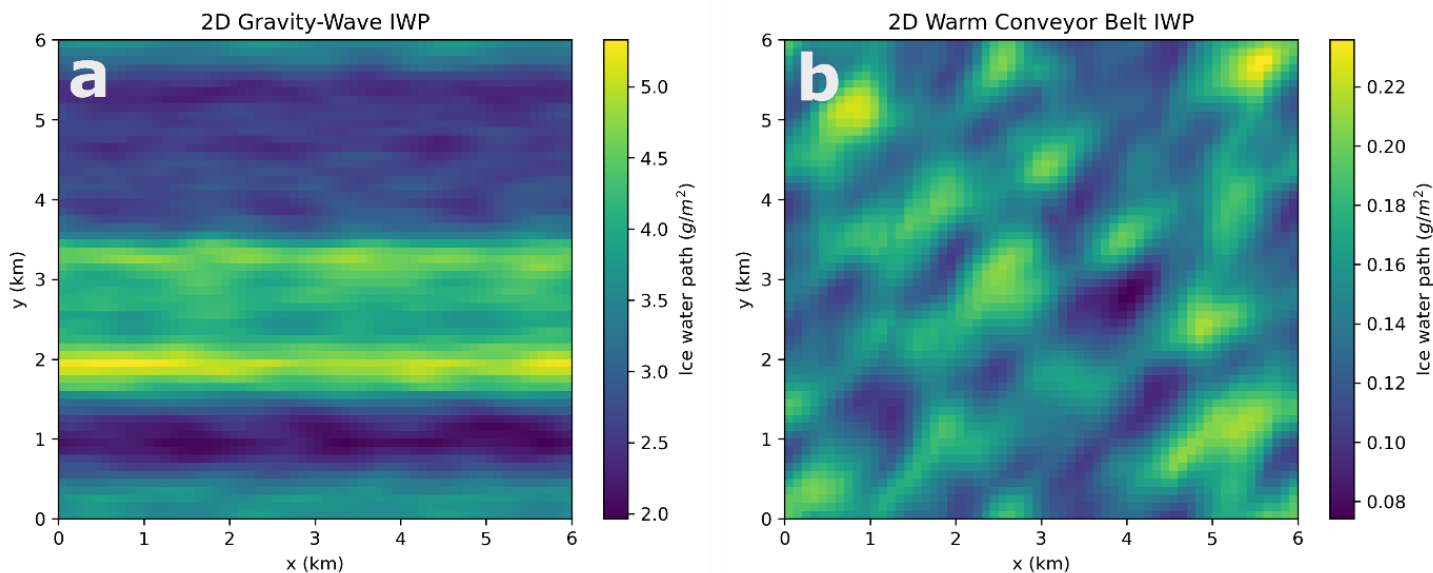 2D Gravity-Wave IWP
a
6
5
4
3
2
1
0
y (km)
0 1 2 3 4 5 6
x (km)
5.0
4.5
4.0
3.5
3.0
2.5
2.0
Ice water path (g/m²)
2D Warm Conveyor Belt IWP
b
6
5
4
3
2
1
0
y (km)
0 1 2 3 4 5 6
x (km)
0.22
0.20
0.18
0.16
0.14
0.12
0.10
0.08
Ice water path (g/m²)